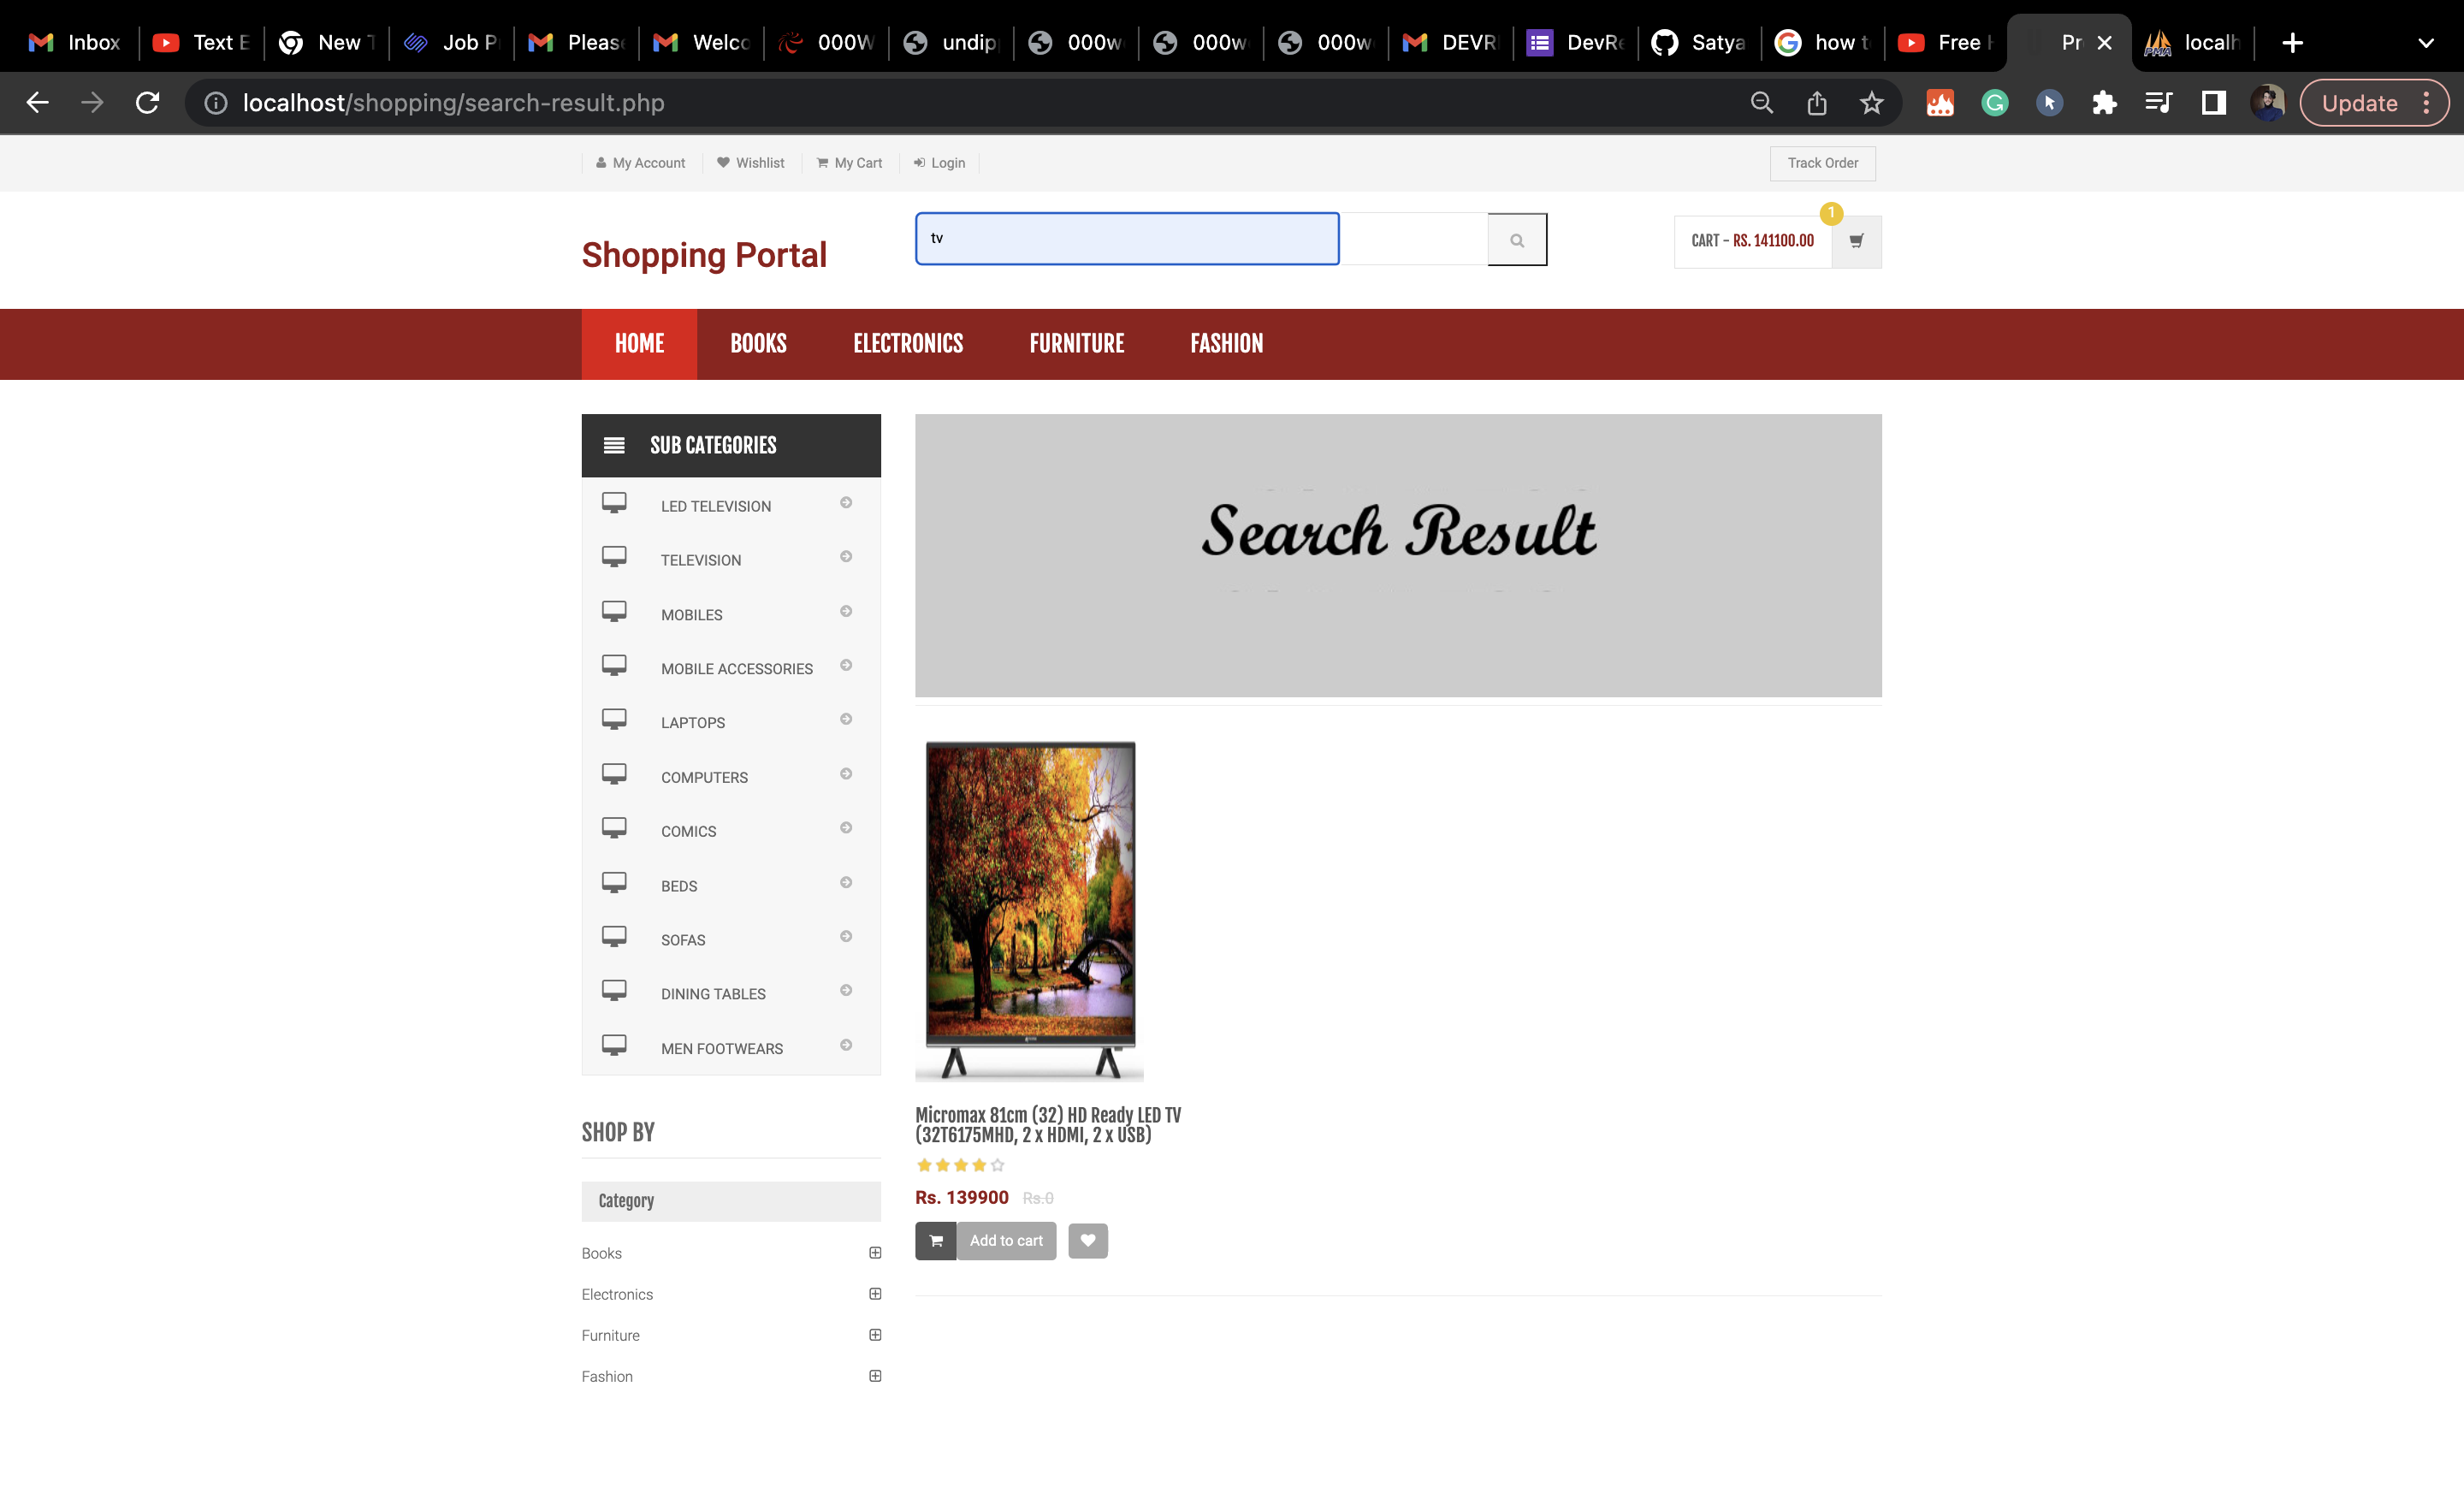 Inbox
Text E
New T
Job P
Please
Welco
000W
undip
000w
000w
000w
DEVR
DevRe
Satya
how t
Free H
Pr
localh
localhost/shopping/search-result.php
Update
My Account
Wishlist
My Cart
Login
Track Order
Shopping Portal
tv
CART - RS. 141100.00
1
HOME
BOOKS
ELECTRONICS
FURNITURE
FASHION
SUB CATEGORIES
LED TELEVISION
TELEVISION
MOBILES
MOBILE ACCESSORIES
LAPTOPS
COMPUTERS
COMICS
BEDS
SOFAS
DINING TABLES
MEN FOOTWEARS
SHOP BY
Category
Books
Electronics
Furniture
Fashion
Search Result
Micromax 81cm (32) HD Ready LED TV
(32T6175MHD, 2 x HDMI, 2 x USB)
Rs. 139900 Rs.0
Add to cart